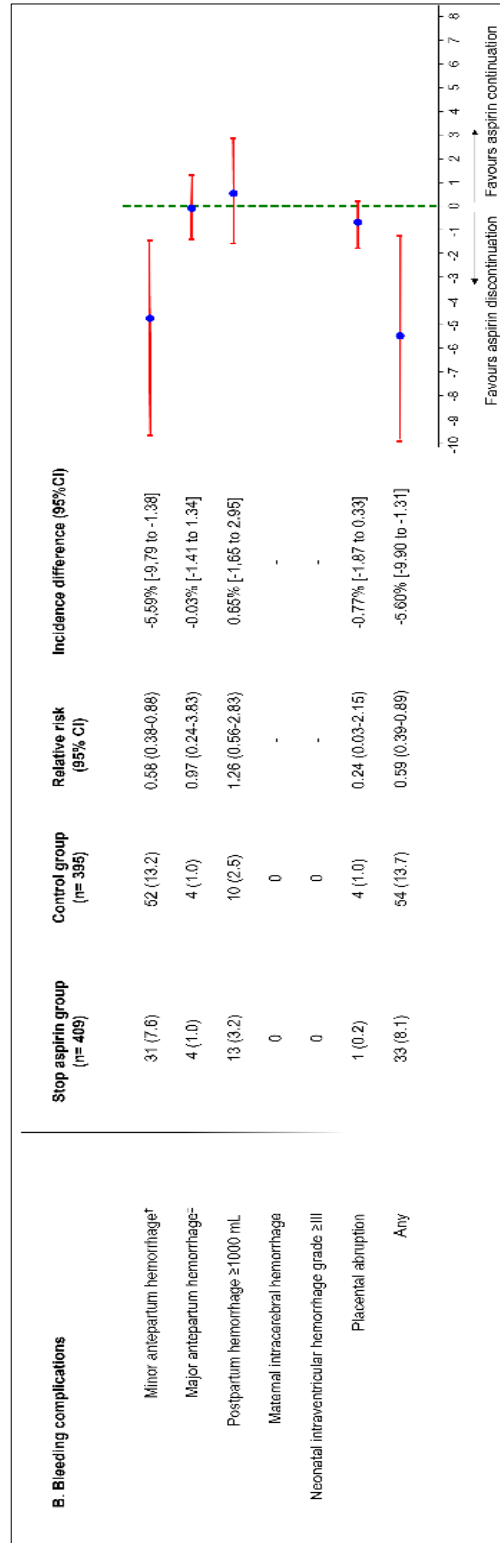 B. Bleeding complications Stop aspirin group Control group Relative risk Incidence difference (95%CI)
(n= 409) (n= 395) (95% CI)
Minor antepartum hemorrhage† 31 (7.6) 52 (13.2) 0.58 (0.38-0.88) -5,59% [-9,79 to -1.38]
Major antepartum hemorrhage 4 (1.0) 4 (1.0) 0.97 (0.24-3.83) -0.03% [-1.41 to 1.34]
Postpartum hemorrhage ≥1000 mL 13 (3.2) 10 (2.5) 1.26 (0.56-2.83) 0.65% [-1,65 to 2.95]
Maternal intracerebral hemorrhage 0 0 - -
Neonatal intraventricular hemorrhage grade ≥III 0 0 - -
Placental abruption 1 (0.2) 4 (1.0) 0.24 (0.03-2.15) -0.77% [-1.87 to 0.33]
Any 33 (8.1) 54 (13.7) 0.59 (0.39-0.89) -5.60% [-9.90 to -1.31]
-10 -9 -8 -7 -6 -5 -4 -3 -2 -1 0 1 2 3 4 5 6 7 8
Favours aspirin discontinuation Favours aspirin continuation